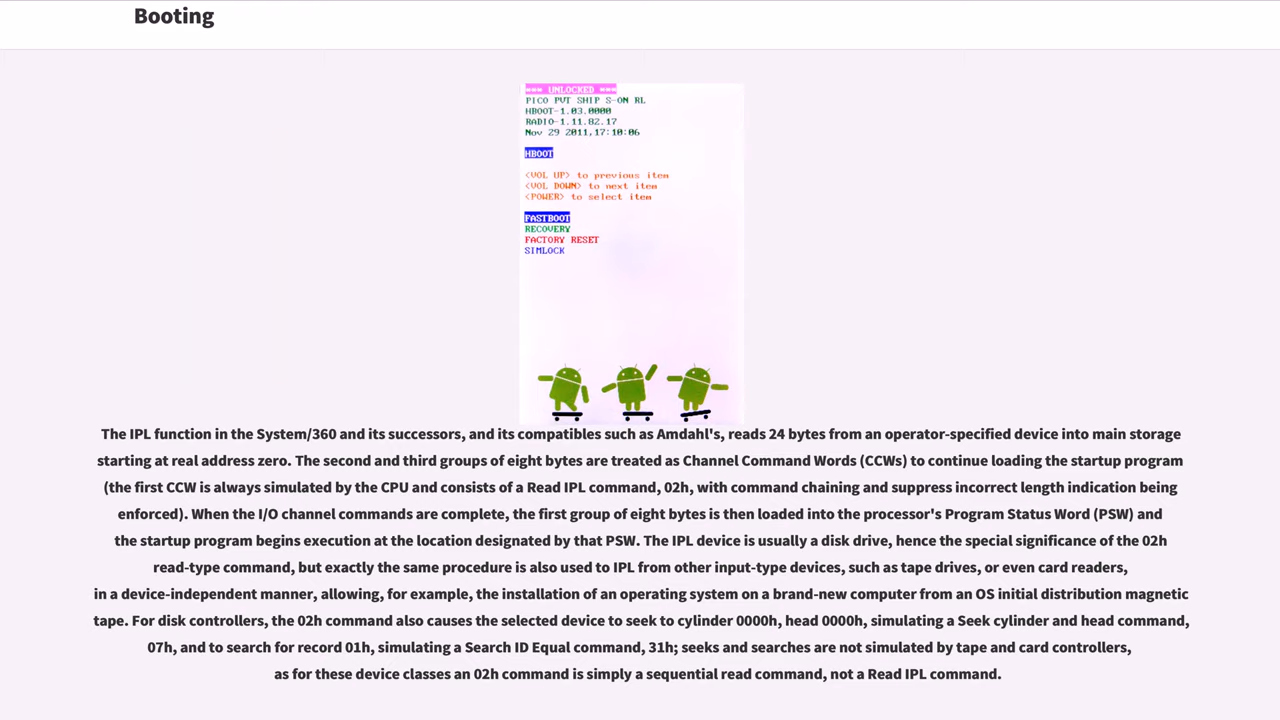 Booting
*** UNLOCKED ***
PICO PVT SHIP S-ON RL
HBOOT-1.03.0000
RADIO-1.11.82.17
Nov 29 2011,17:10:06
HBOOT
<VOL UP> to previous item
<VOL DOWN> to next item
<POWER> to select item
FASTBOOT
RECOVERY
FACTORY RESET
SIMLOCK
The IPL function in the System/360 and its successors, and its compatibles such as Amdahl's, reads 24 bytes from an operator-specified device into main storage
starting at real address zero. The second and third groups of eight bytes are treated as Channel Command Words (CCWs) to continue loading the startup program
(the first CCW is always simulated by the CPU and consists of a Read IPL command, 02h, with command chaining and suppress incorrect length indication being
enforced). When the I/O channel commands are complete, the first group of eight bytes is then loaded into the processor's Program Status Word (PSW) and
the startup program begins execution at the location designated by that PSW. The IPL device is usually a disk drive, hence the special significance of the 02h
read-type command, but exactly the same procedure is also used to IPL from other input-type devices, such as tape drives, or even card readers,
in a device-independent manner, allowing, for example, the installation of an operating system on a brand-new computer from an OS initial distribution magnetic
tape. For disk controllers, the 02h command also causes the selected device to seek to cylinder 0000h, head 0000h, simulating a Seek cylinder and head command,
07h, and to search for record 01h, simulating a Search ID Equal command, 31h; seeks and searches are not simulated by tape and card controllers,
as for these device classes an 02h command is simply a sequential read command, not a Read IPL command.